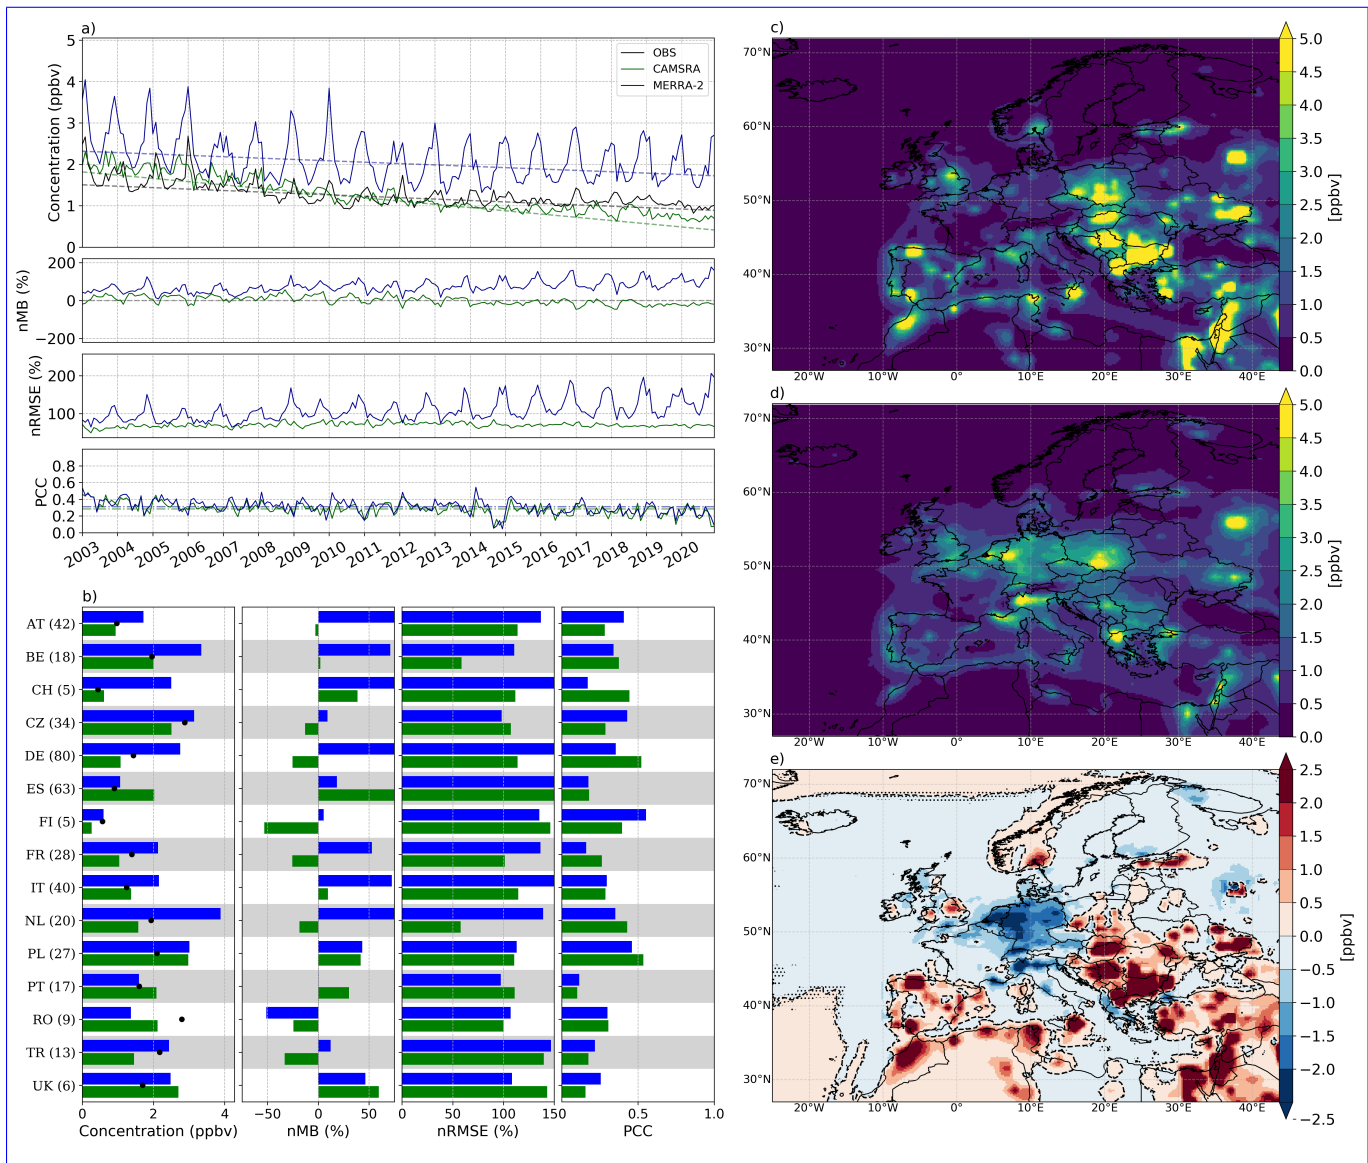 a)
Concentration (ppbv)
5
4
3
2
1
0
OBS
CAMSRA
MERRA-2
nMB (%)
200
0
−200
nRMSE (%)
200
100
PCC
0.8
0.6
0.4
0.2
0.0
2003 2004 2005 2006 2007 2008 2009 2010 2011 2012 2013 2014 2015 2016 2017 2018 2019 2020
b)
AT (42)
BE (18)
CH (5)
CZ (34)
DE (80)
ES (63)
FI (5)
FR (28)
IT (40)
NL (20)
PL (27)
PT (17)
RO (9)
TR (13)
UK (6)
0 2 4
−50 0 50
0 50 100 150
0.5 1.0
Concentration (ppbv)
nMB (%)
nRMSE (%)
PCC
c)
70°N
60°N
50°N
40°N
30°N
20°W 10°W 0° 10°E 20°E 30°E 40°E
5.0
4.5
4.0
3.5
3.0
2.5
2.0
1.5
1.0
0.5
0.0
[ppbv]
d)
70°N
60°N
50°N
40°N
30°N
20°W 10°W 0° 10°E 20°E 30°E 40°E
5.0
4.5
4.0
3.5
3.0
2.5
2.0
1.5
1.0
0.5
0.0
[ppbv]
e)
70°N
60°N
50°N
40°N
30°N
20°W 10°W 0° 10°E 20°E 30°E 40°E
2.5
2.0
1.5
1.0
0.5
0.0
−0.5
−1.0
−1.5
−2.0
−2.5
[ppbv]